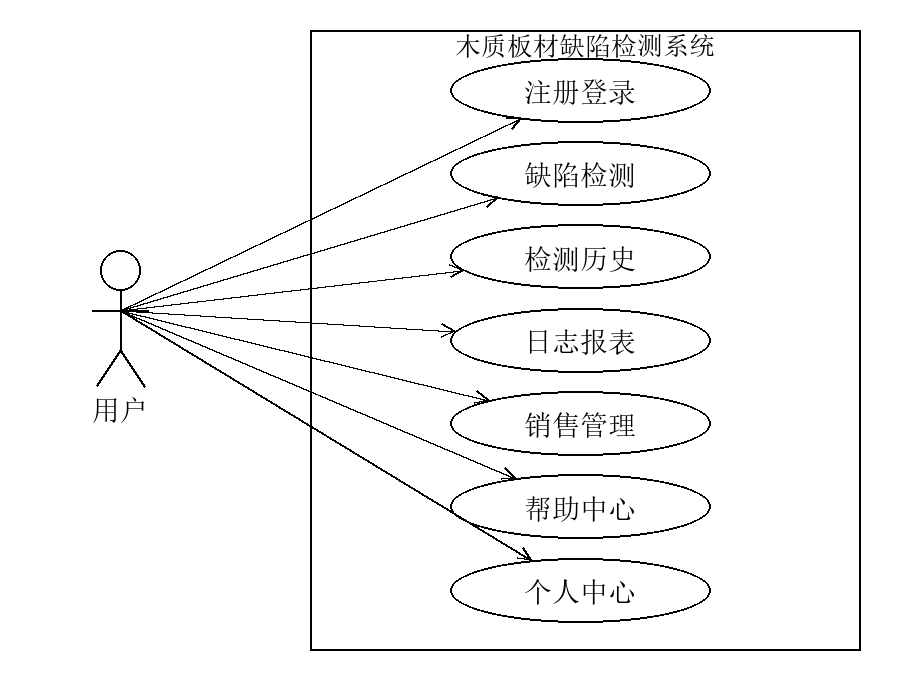 木质板材缺陷检测系统
注册登录
缺陷检测
检测历史
日志报表
用户
销售管理
帮助中心
个人中心